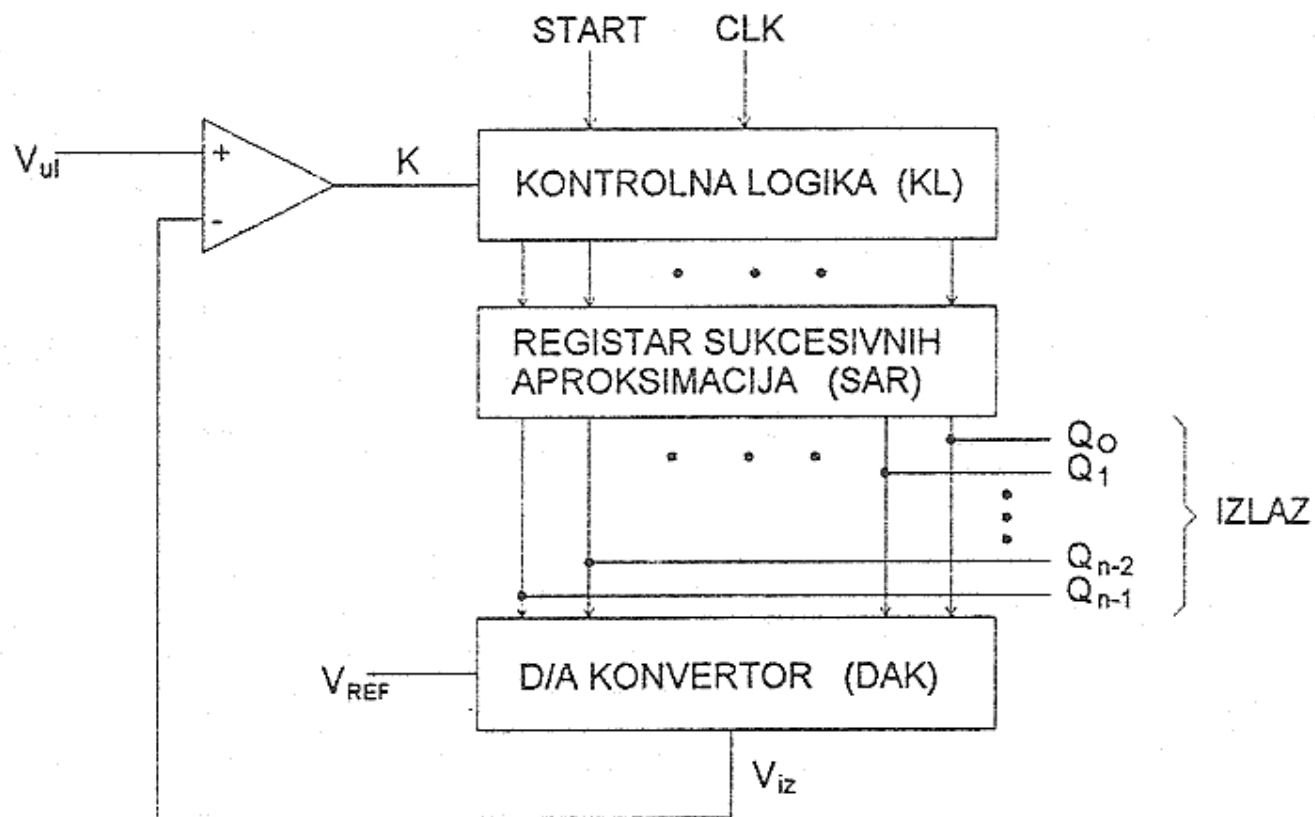 START CLK
V_ul
+
-
K
KONTROLNA LOGIKA (KL)
REGISTAR SUKCESIVNIH
APROKSIMACIJA (SAR)
Q_0
Q_1
Q_n-2
Q_n-1
IZLAZ
V_REF
D/A KONVERTOR (DAK)
V_iz